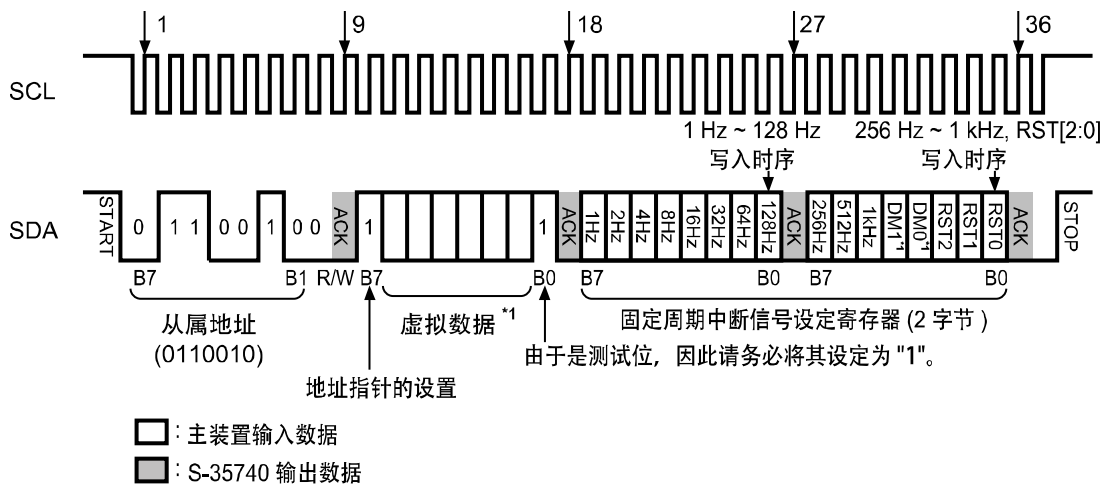 1 9 18 27 36
SCL
1 Hz ~ 128 Hz
写入时序
256 Hz ~ 1 kHz, RST[2:0]
写入时序
SDA
START 0 1 1 0 0 1 0 0 ACK 1 1 ACK 1Hz 2Hz 4Hz 8Hz 16Hz 32Hz 64Hz 128Hz ACK 256Hz 512Hz 1kHz DM1*1 DM0*1 RST2 RST1 RST0 ACK STOP
B7 B1 R/W B7 B0 B7 B0 B7 B0
从属地址
(0110010)
虚拟数据 *1
固定周期中断信号设定寄存器 (2 字节 )
由于是测试位，因此请务必将其设定为 "1"。
地址指针的设置
: 主装置输入数据
: S-35740 输出数据